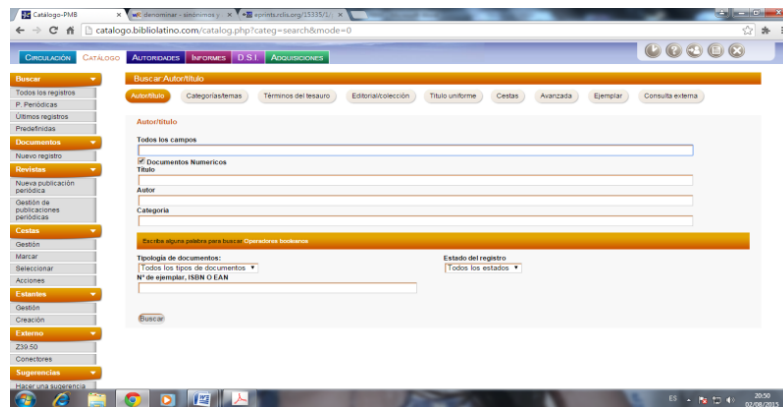 Catálogo-PMB
denominar - sinónimos y
eprints.rclis.org/15335/1/
catalogo.bibliolatino.com/catalog.php?categ=search&mode=0
CIRCULACIÓN CATÁLOGO AUTORIDADES INFORMES D.S.I. ADQUISICIONES
Buscar
Todos los registros
P. Periódicas
Últimos registros
Predefinidas
Documentos
Nuevo registro
Revistas
Nueva publicación
periódica
Gestión de
publicaciones
periódicas
Cestas
Gestión
Marcar
Seleccionar
Acciones
Estantes
Gestión
Creación
Externo
Z39.50
Conectores
Sugerencias
Hacer una sugerencia
Buscar Autor/título
Autor/título Categorías/temas Términos del tesauro Editorial/colección Título uniforme Cestas Avanzada Ejemplar Consulta externa
Autor/título
Todos los campos
Documentos Numericos
Título
Autor
Categoría
Escriba alguna palabra para buscar Operadores booleanos
Tipología de documentos: Estado del registro
Todos los tipos de documentos Todos los estados
Nº de ejemplar, ISBN O EAN
Buscar
ES 20:50
02/08/2015